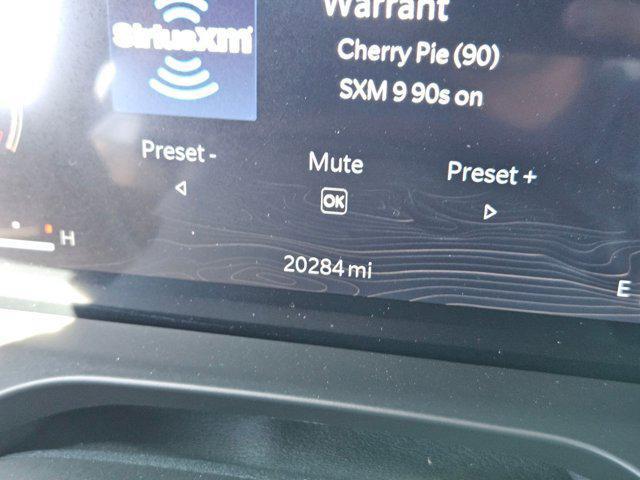 Warrant
SiriusXM
Cherry Pie (90)
SXM 9 90s on
Preset -
Mute
Preset +
OK
H
20284 mi
E